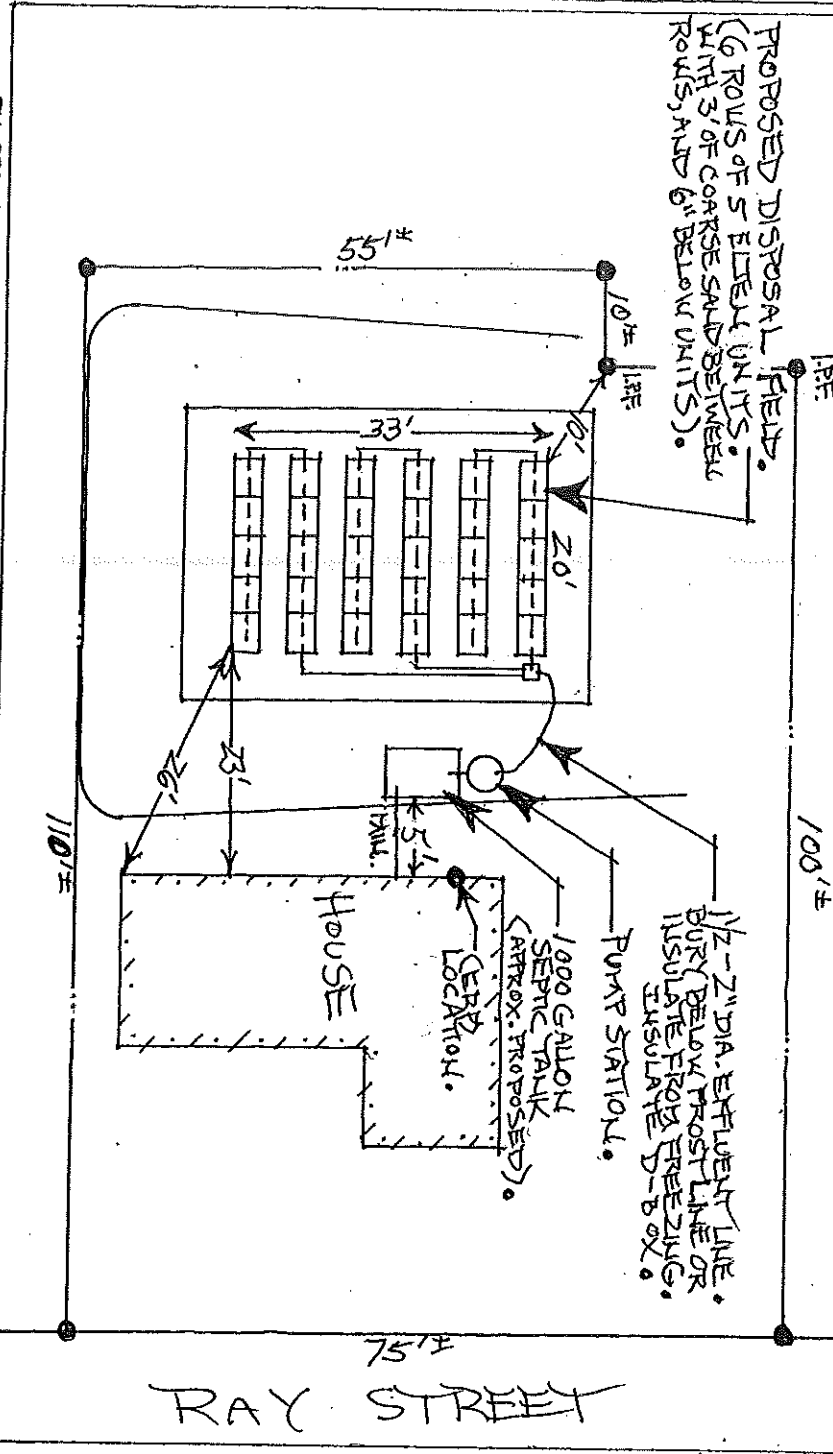 PROPOSED DISPOSAL FIELD.
(6 ROWS OF 5 ELJEN UNITS.
WITH 3' OF COARSE SAND BETWEEN
ROWS, AND 6" BELOW UNITS).
I.P.F.
100'±
55'±
10'±
I.P.F.
10'
33'
20'
1 1/2 - 2" DIA. EFFLUENT LINE.
BURY BELOW FROST LINE OR
INSULATE FROM FREEZING.
INSULATE D-BOX.
PUMP STATION.
1000 GALLON
SEPTIC TANK
(APPROX. PROPOSED).
5'
MIN.
(ERP)
LOCATION.
23'
26'
HOUSE
110'±
75'±
RAY STREET